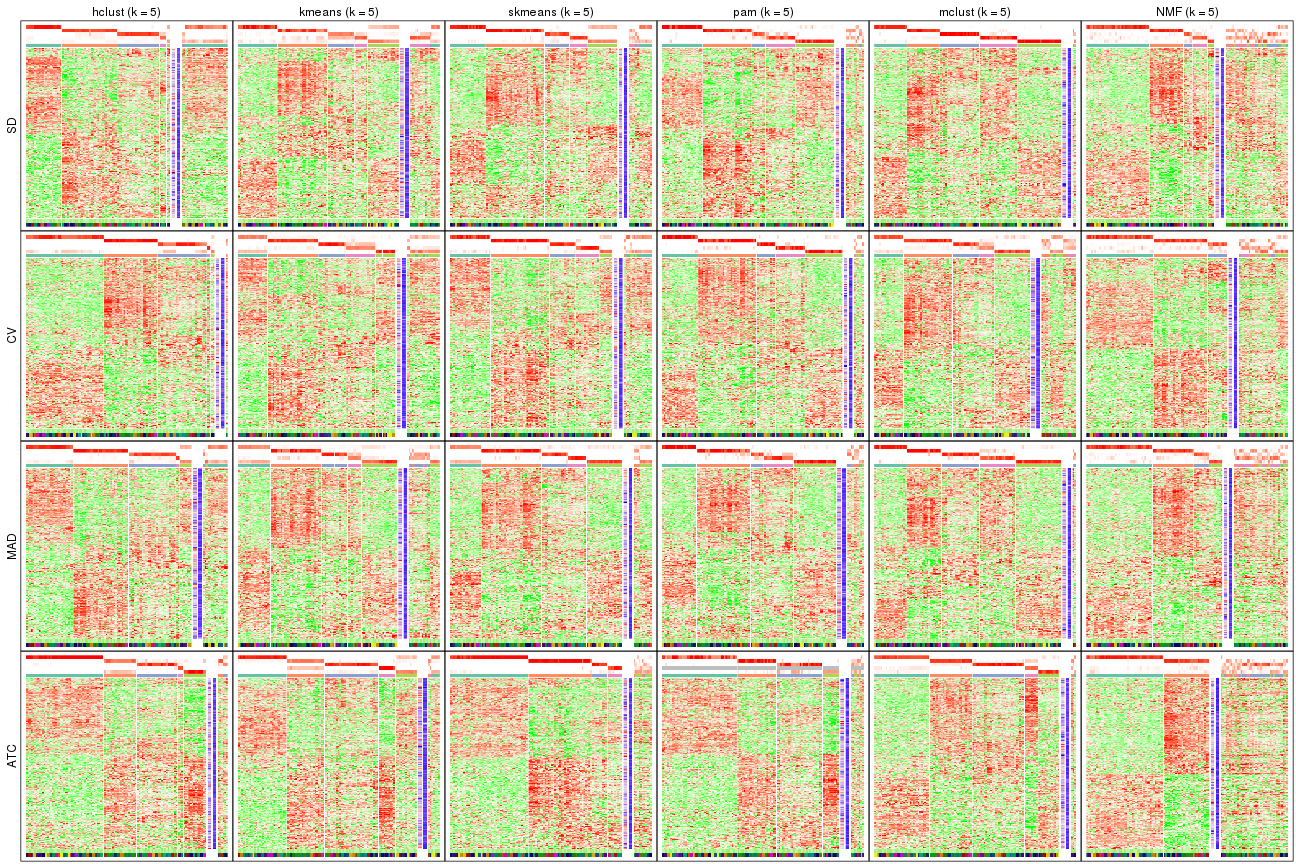 hclust (k = 5) kmeans (k = 5) skmeans (k = 5) pam (k = 5) mclust (k = 5) NMF (k = 5)
SD
CV
MAD
ATC